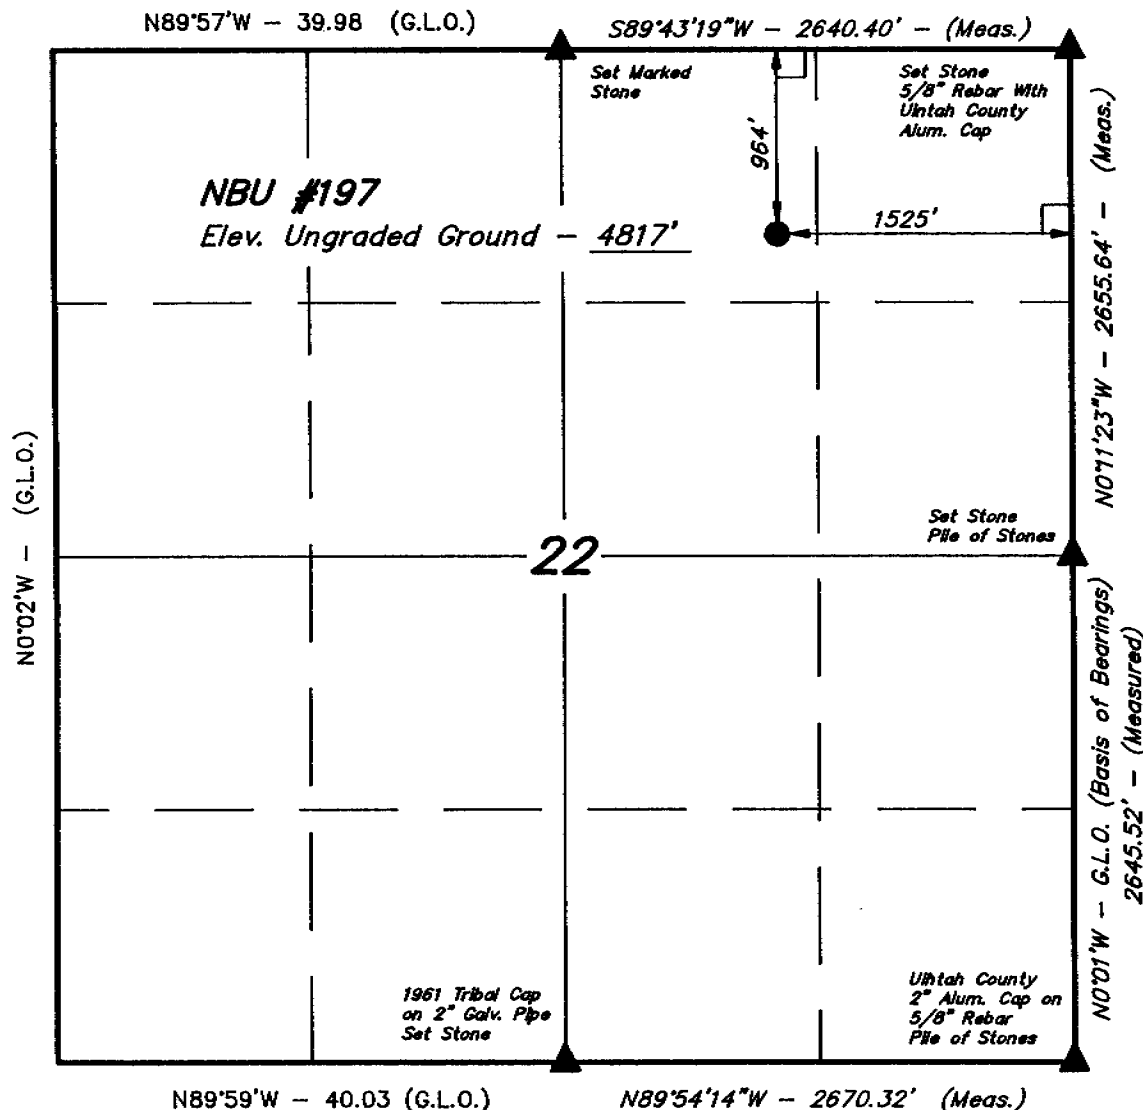 N89°57'W - 39.98 (G.L.O.)
S89°43'19"W - 2640.40' - (Meas.)
Set Marked
Stone
Set Stone
5/8" Rebar With
Uintah County
Alum. Cap
964'
NBU #197
Elev. Ungraded Ground - 4817'
1525'
N0°11'23"W - 2655.64' - (Meas.)
N0°02'W - (G.L.O.)
Set Stone
Pile of Stones
22
N0°01'W - G.L.O. (Basis of Bearings)
2645.52' - (Measured)
1961 Tribal Cap
on 2" Galv. Pipe
Set Stone
Uintah County
2" Alum. Cap on
5/8" Rebar
Pile of Stones
N89°59'W - 40.03 (G.L.O.)
N89°54'14"W - 2670.32' (Meas.)